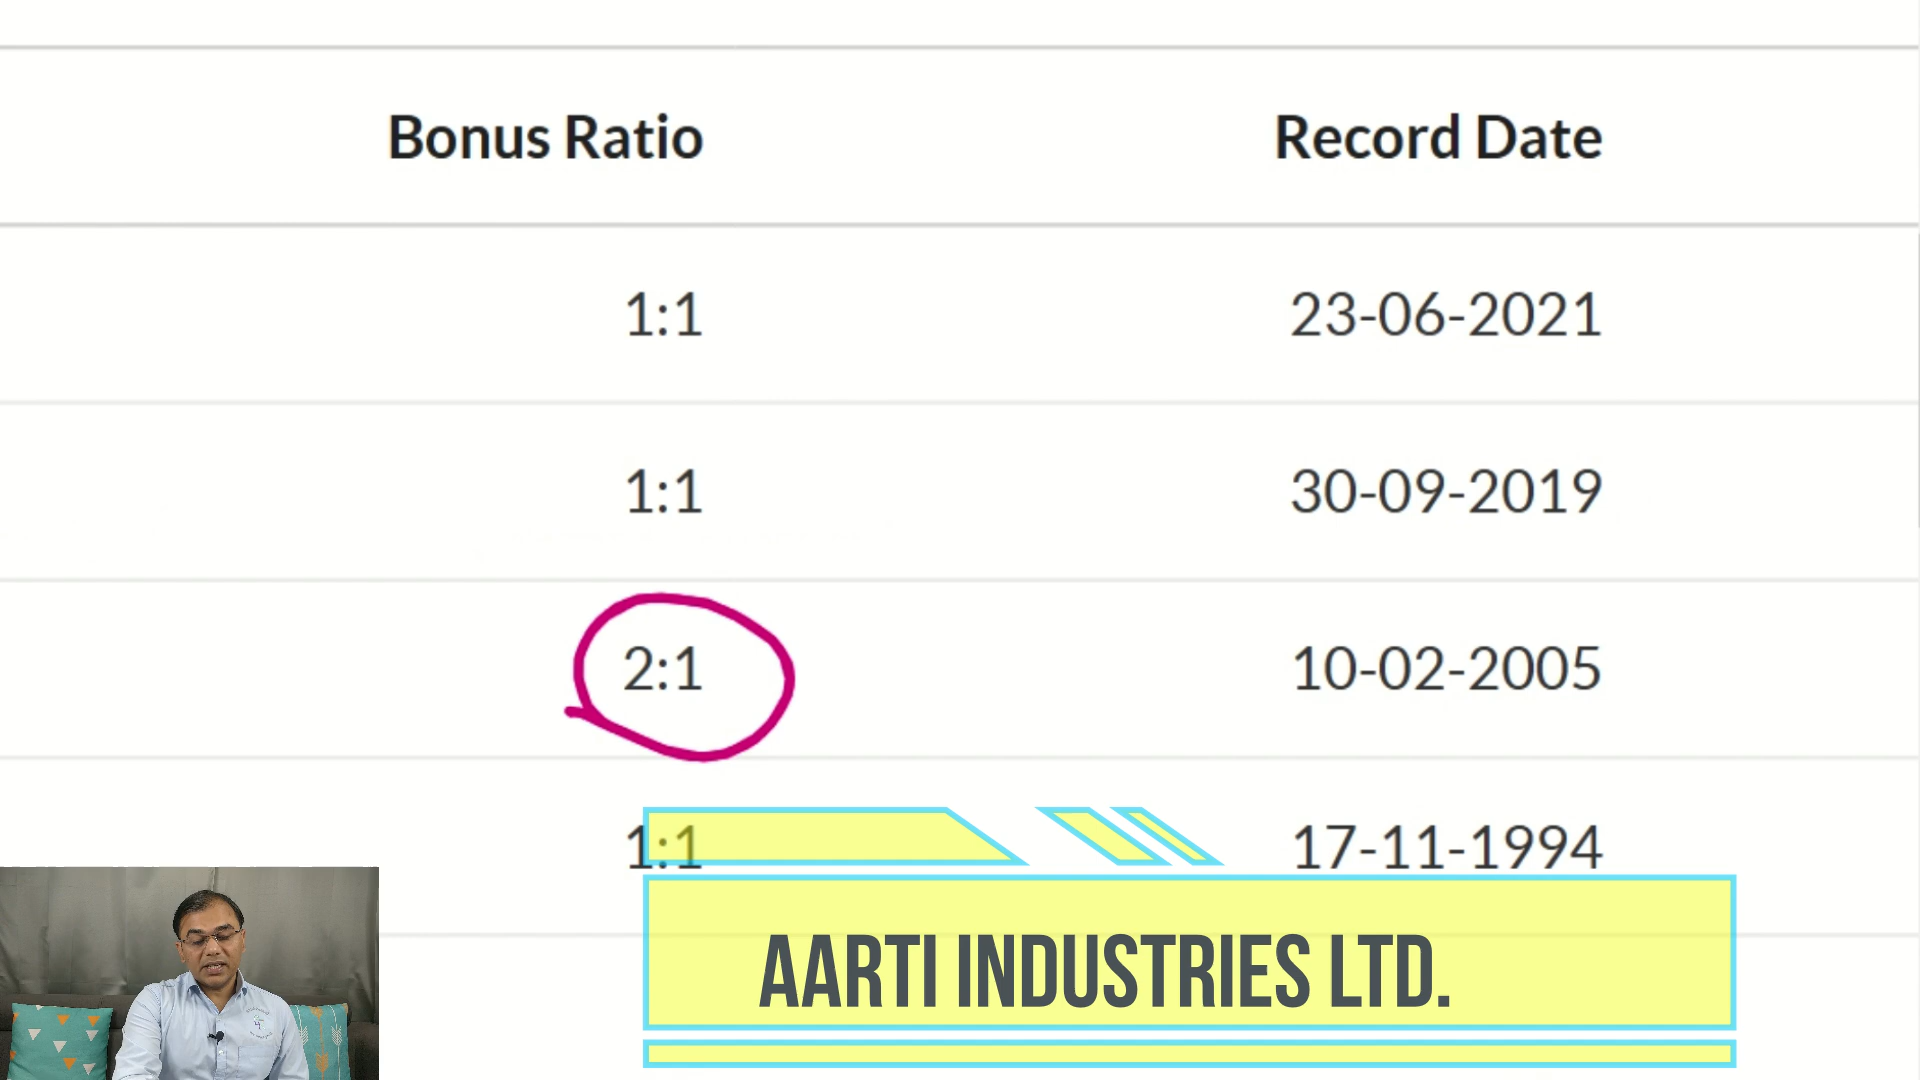 Bonus Ratio Record Date
1:1 23-06-2021
1:1 30-09-2019
2:1 10-02-2005
1:1 17-11-1994
AARTI INDUSTRIES LTD.